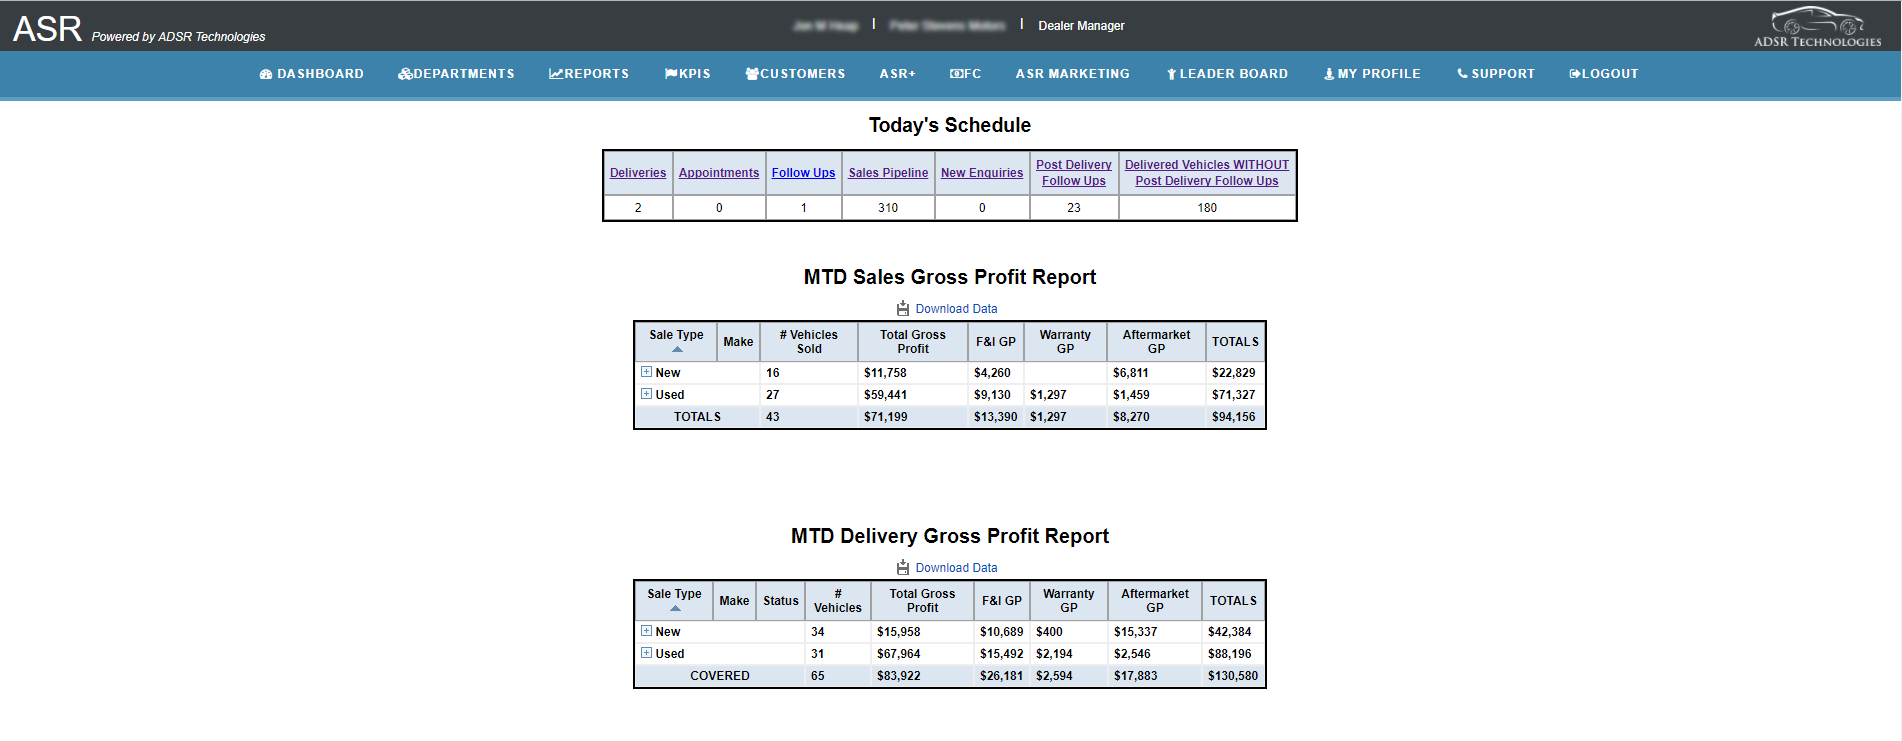 ASR Powered by ADSR Technologies
| | Dealer Manager
ADSR TECHNOLOGIES
DASHBOARD DEPARTMENTS REPORTS KPIS CUSTOMERS ASR+ FC ASR MARKETING LEADER BOARD MY PROFILE SUPPORT LOGOUT
Today's Schedule
Deliveries Appointments Follow Ups Sales Pipeline New Enquiries Post Delivery Follow Ups Delivered Vehicles WITHOUT Post Delivery Follow Ups
2 0 1 310 0 23 180
MTD Sales Gross Profit Report
Download Data
Sale Type Make # Vehicles Sold Total Gross Profit F&I GP Warranty GP Aftermarket GP TOTALS
New 16 $11,758 $4,260 $6,811 $22,829
Used 27 $59,441 $9,130 $1,297 $1,459 $71,327
TOTALS 43 $71,199 $13,390 $1,297 $8,270 $94,156
MTD Delivery Gross Profit Report
Download Data
Sale Type Make Status # Vehicles Total Gross Profit F&I GP Warranty GP Aftermarket GP TOTALS
New 34 $15,958 $10,689 $400 $15,337 $42,384
Used 31 $67,964 $15,492 $2,194 $2,546 $88,196
COVERED 65 $83,922 $26,181 $2,594 $17,883 $130,580